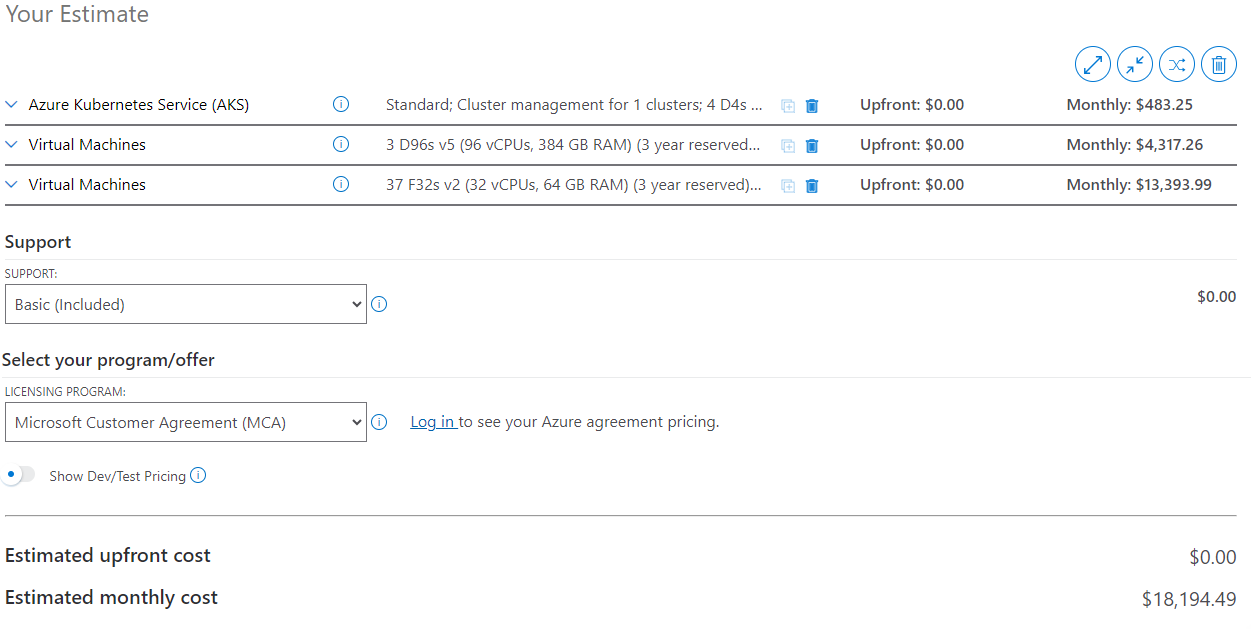 Your Estimate
Azure Kubernetes Service (AKS) Standard; Cluster management for 1 clusters; 4 D4s ... Upfront: $0.00 Monthly: $483.25
Virtual Machines 3 D96s v5 (96 vCPUs, 384 GB RAM) (3 year reserved... Upfront: $0.00 Monthly: $4,317.26
Virtual Machines 37 F32s v2 (32 vCPUs, 64 GB RAM) (3 year reserved)... Upfront: $0.00 Monthly: $13,393.99
Support
SUPPORT:
Basic (Included) $0.00
Select your program/offer
LICENSING PROGRAM:
Microsoft Customer Agreement (MCA) Log in to see your Azure agreement pricing.
Show Dev/Test Pricing
Estimated upfront cost $0.00
Estimated monthly cost $18,194.49